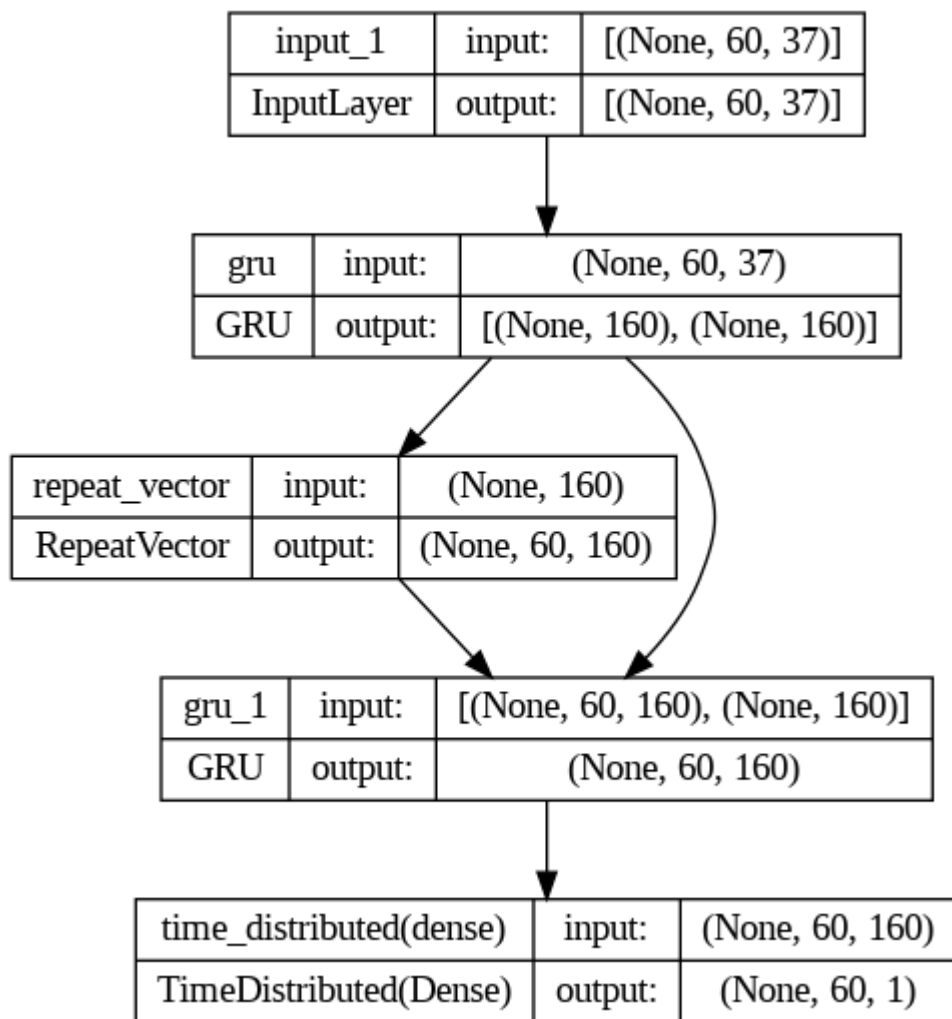 input_1 input: [(None, 60, 37)]
InputLayer output: [(None, 60, 37)]
gru input: (None, 60, 37)
GRU output: [(None, 160), (None, 160)]
repeat_vector input: (None, 160)
RepeatVector output: (None, 60, 160)
gru_1 input: [(None, 60, 160), (None, 160)]
GRU output: (None, 60, 160)
time_distributed(dense) input: (None, 60, 160)
TimeDistributed(Dense) output: (None, 60, 1)